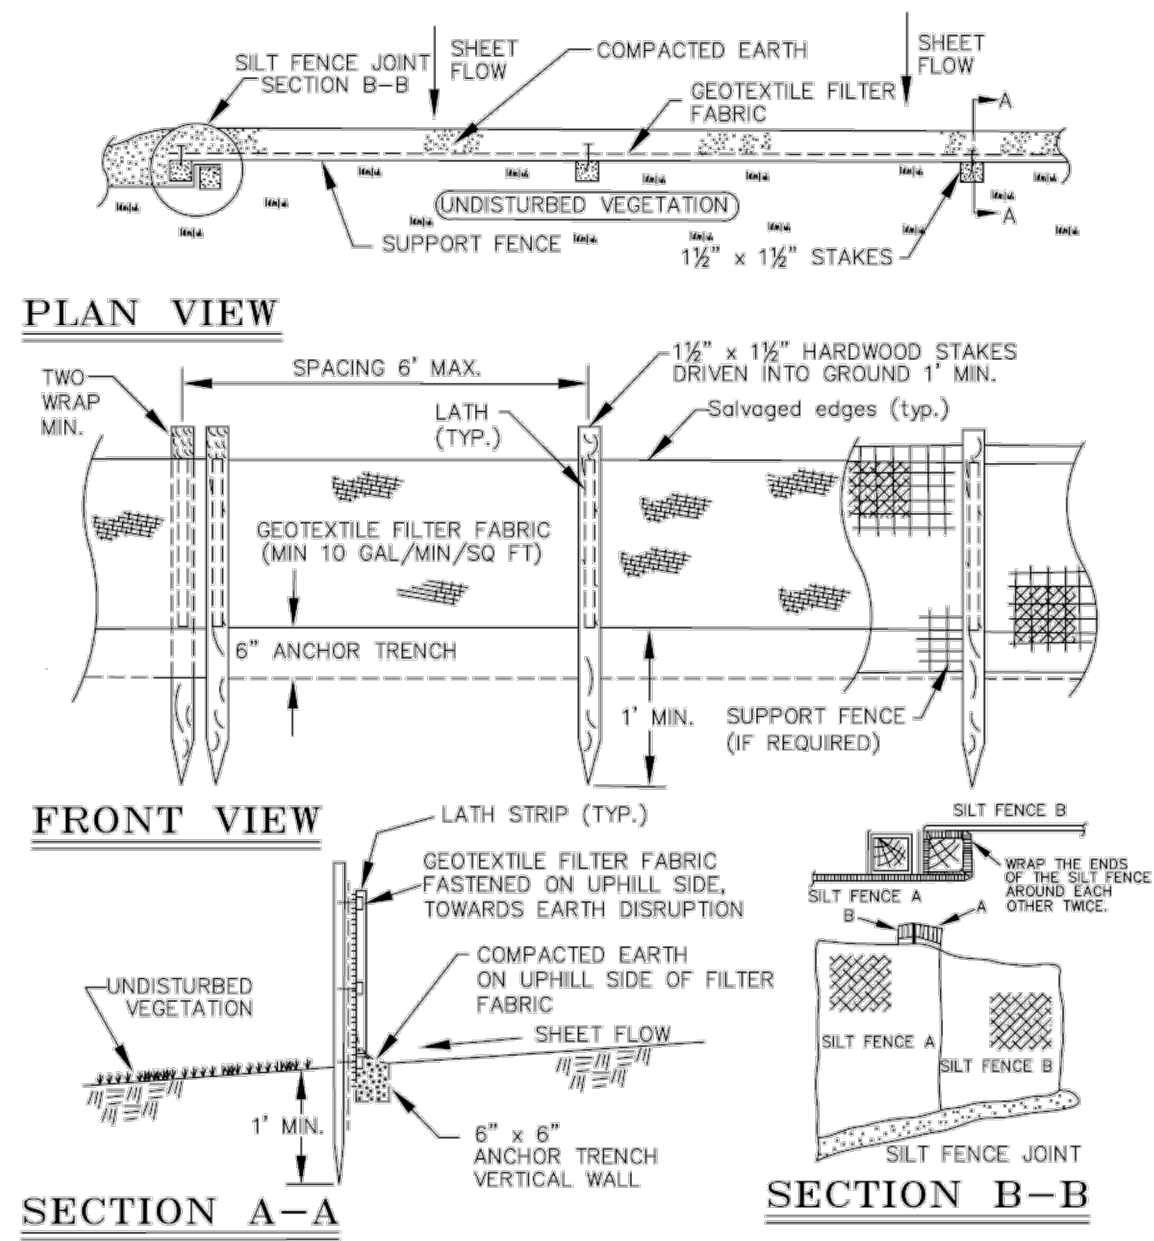 SILT FENCE JOINT
SECTION B-B
SHEET
FLOW
COMPACTED EARTH
GEOTEXTILE FILTER
FABRIC
SHEET
FLOW
A
A
UNDISTURBED VEGETATION
SUPPORT FENCE
1½" x 1½" STAKES
PLAN VIEW
TWO
WRAP
MIN.
SPACING 6' MAX.
LATH
(TYP.)
1½" x 1½" HARDWOOD STAKES
DRIVEN INTO GROUND 1' MIN.
Salvaged edges (typ.)
GEOTEXTILE FILTER FABRIC
(MIN 10 GAL/MIN/SQ FT)
6" ANCHOR TRENCH
1' MIN.
SUPPORT FENCE
(IF REQUIRED)
FRONT VIEW
LATH STRIP (TYP.)
GEOTEXTILE FILTER FABRIC
FASTENED ON UPHILL SIDE,
TOWARDS EARTH DISRUPTION
COMPACTED EARTH
ON UPHILL SIDE OF FILTER
FABRIC
UNDISTURBED
VEGETATION
SHEET FLOW
1' MIN.
6" x 6"
ANCHOR TRENCH
VERTICAL WALL
SECTION A-A
SILT FENCE B
WRAP THE ENDS
OF THE SILT FENCE
AROUND EACH
OTHER TWICE.
SILT FENCE A
B
A
SILT FENCE A
SILT FENCE B
SILT FENCE JOINT
SECTION B-B